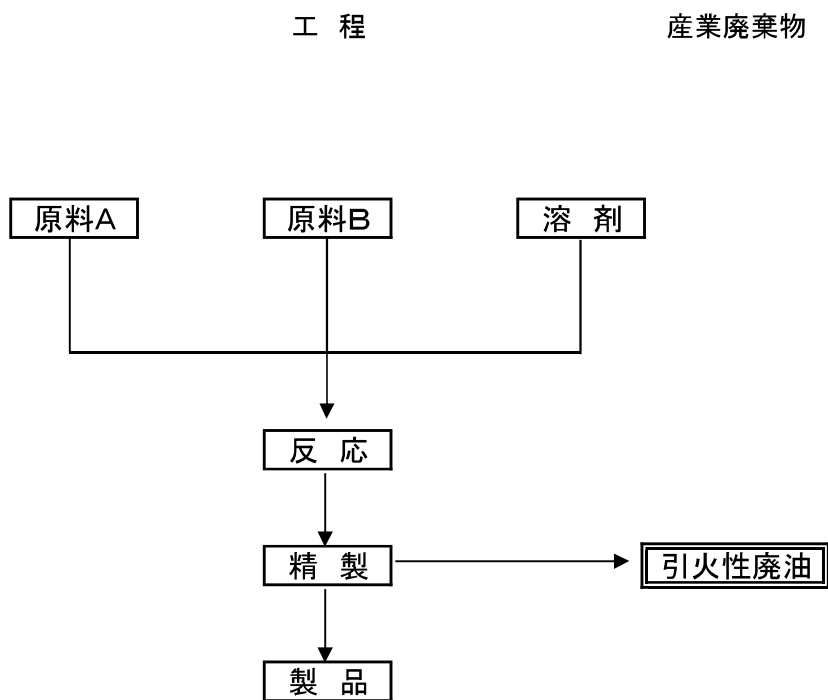 工 程
産業廃棄物
原料A
原料B
溶 剤
反 応
精 製
引火性廃油
製 品